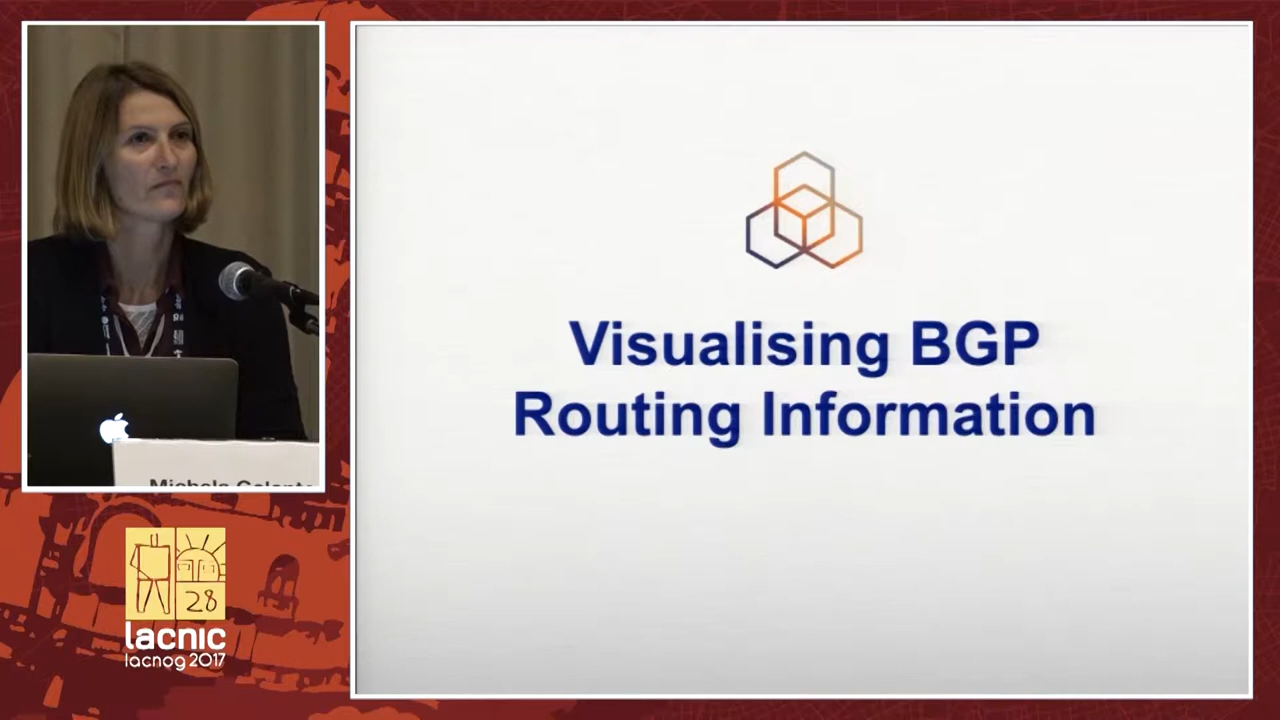 Visualising BGP
Routing Information
28
lacnic
lacnog 2017